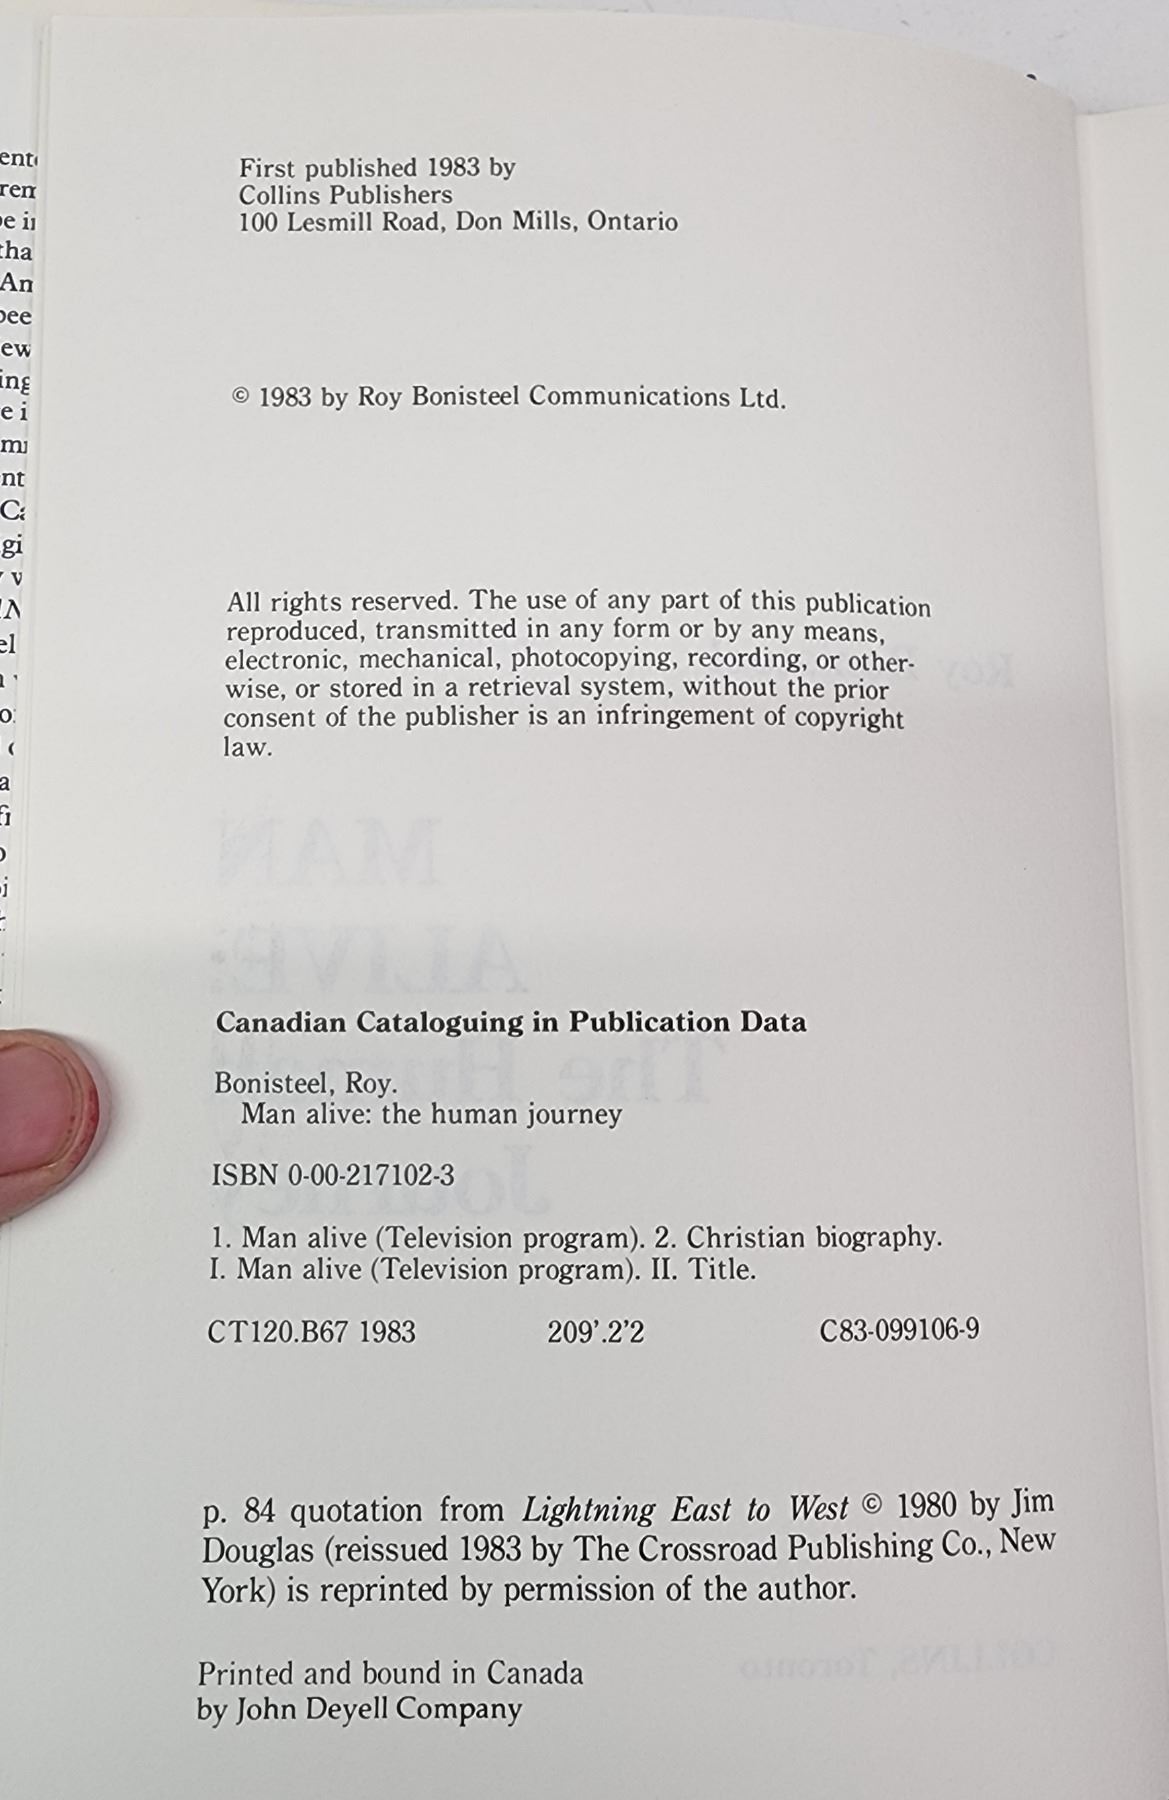 First published 1983 by
Collins Publishers
100 Lesmill Road, Don Mills, Ontario
© 1983 by Roy Bonisteel Communications Ltd.
All rights reserved. The use of any part of this publication
reproduced, transmitted in any form or by any means,
electronic, mechanical, photocopying, recording, or other-
wise, or stored in a retrieval system, without the prior
consent of the publisher is an infringement of copyright
law.
Canadian Cataloguing in Publication Data
Bonisteel, Roy.
Man alive: the human journey
ISBN 0-00-217102-3
1. Man alive (Television program). 2. Christian biography.
I. Man alive (Television program). II. Title.
CT120.B67 1983 209'.2'2 C83-099106-9
p. 84 quotation from Lightning East to West © 1980 by Jim
Douglas (reissued 1983 by The Crossroad Publishing Co., New
York) is reprinted by permission of the author.
Printed and bound in Canada
by John Deyell Company